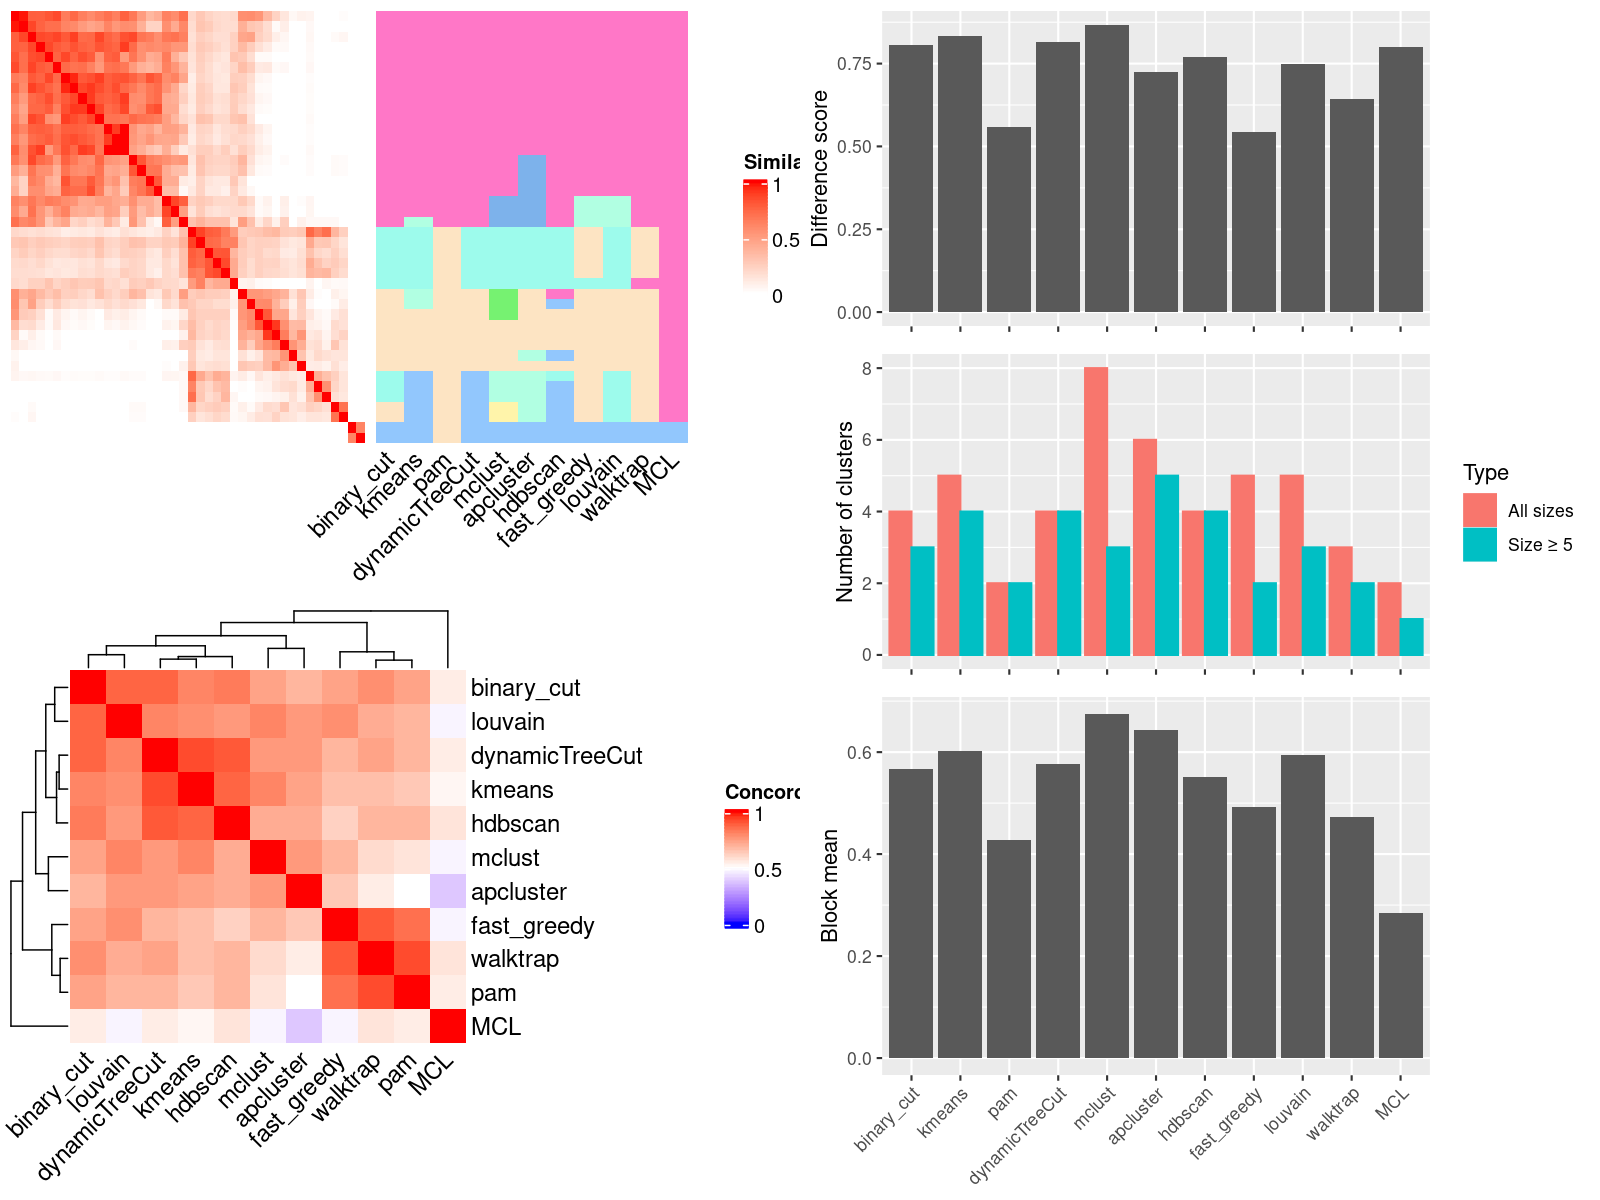 Simila
1
0.5
0
binary_cut
kmeans
pam
dynamicTreeCut
mclust
apcluster
hdbscan
fast_greedy
louvain
walktrap
MCL
binary_cut
louvain
dynamicTreeCut
kmeans
hdbscan
mclust
apcluster
fast_greedy
walktrap
pam
MCL
binary_cut
louvain
dynamicTreeCut
kmeans
hdbscan
mclust
apcluster
fast_greedy
walktrap
pam
MCL
Concord
1
0.5
0
Difference score
0.75
0.50
0.25
0.00
Number of clusters
8
6
4
2
0
Type
All sizes
Size ≥ 5
Block mean
0.6
0.4
0.2
0.0
binary_cut
kmeans
pam
dynamicTreeCut
mclust
apcluster
hdbscan
fast_greedy
louvain
walktrap
MCL